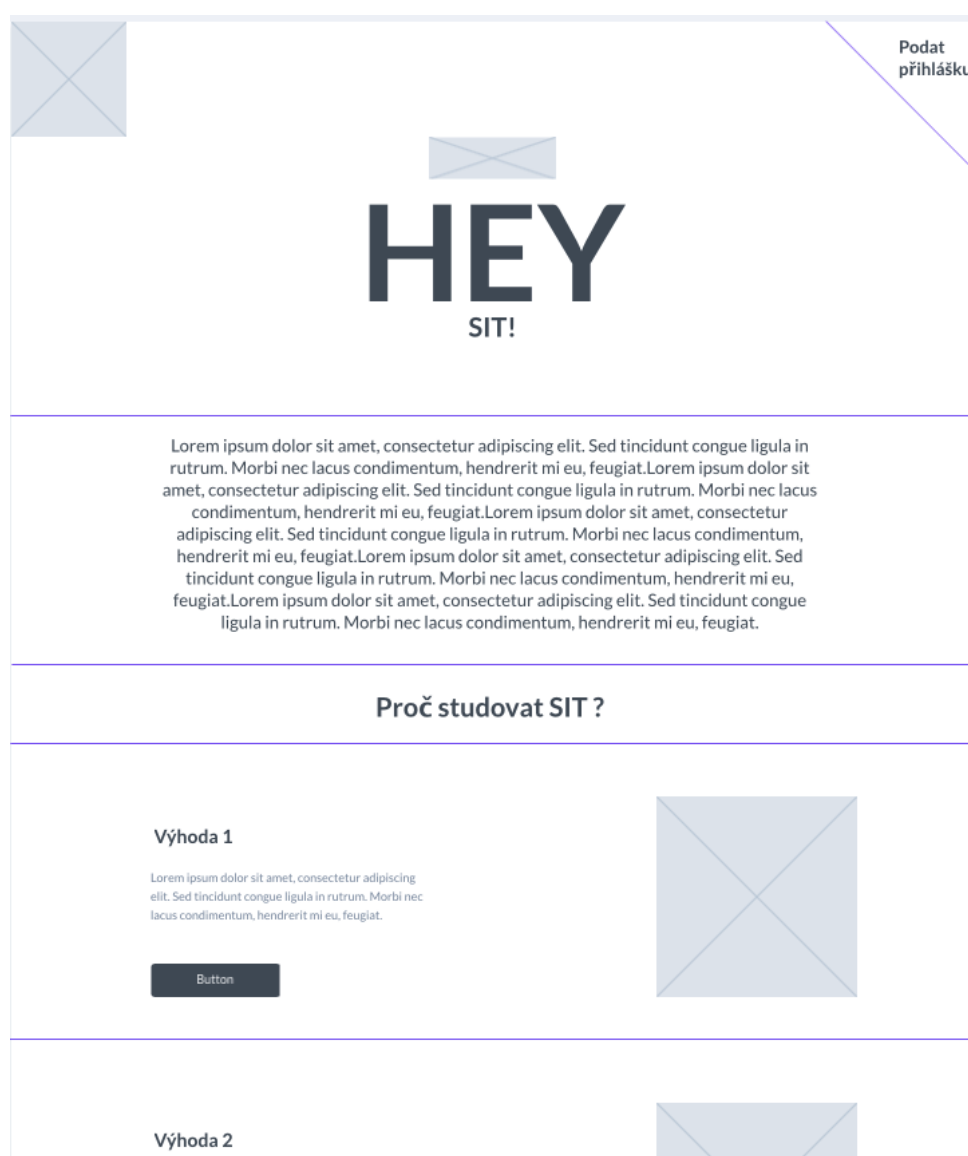 Podat
přihlášku
HEY
SIT!
Lorem ipsum dolor sit amet, consectetur adipiscing elit. Sed tincidunt congue ligula in
rutrum. Morbi nec lacus condimentum, hendrerit mi eu, feugiat.Lorem ipsum dolor sit
amet, consectetur adipiscing elit. Sed tincidunt congue ligula in rutrum. Morbi nec lacus
condimentum, hendrerit mi eu, feugiat.Lorem ipsum dolor sit amet, consectetur
adipiscing elit. Sed tincidunt congue ligula in rutrum. Morbi nec lacus condimentum,
hendrerit mi eu, feugiat.Lorem ipsum dolor sit amet, consectetur adipiscing elit. Sed
tincidunt congue ligula in rutrum. Morbi nec lacus condimentum, hendrerit mi eu,
feugiat.Lorem ipsum dolor sit amet, consectetur adipiscing elit. Sed tincidunt congue
ligula in rutrum. Morbi nec lacus condimentum, hendrerit mi eu, feugiat.
Proč studovat SIT ?
Výhoda 1
Lorem ipsum dolor sit amet, consectetur adipiscing
elit. Sed tincidunt congue ligula in rutrum. Morbi nec
lacus condimentum, hendrerit mi eu, feugiat.
Button
Výhoda 2